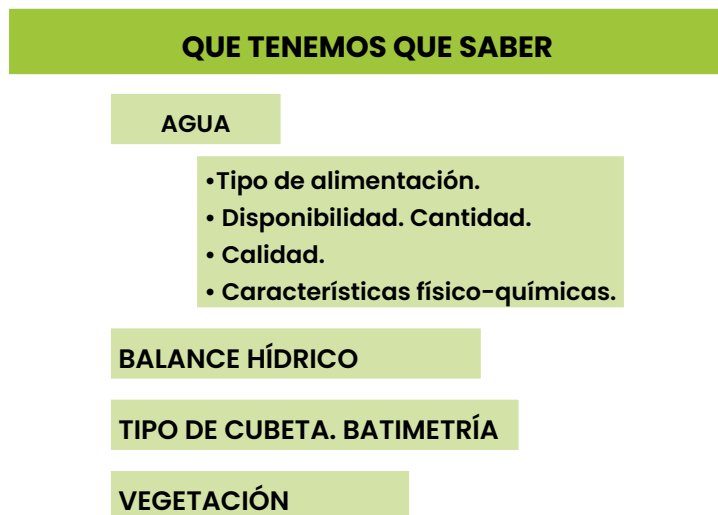 QUE TENEMOS QUE SABER
AGUA
•Tipo de alimentación.
• Disponibilidad. Cantidad.
• Calidad.
• Características físico-químicas.
BALANCE HÍDRICO
TIPO DE CUBETA. BATIMETRÍA
VEGETACIÓN